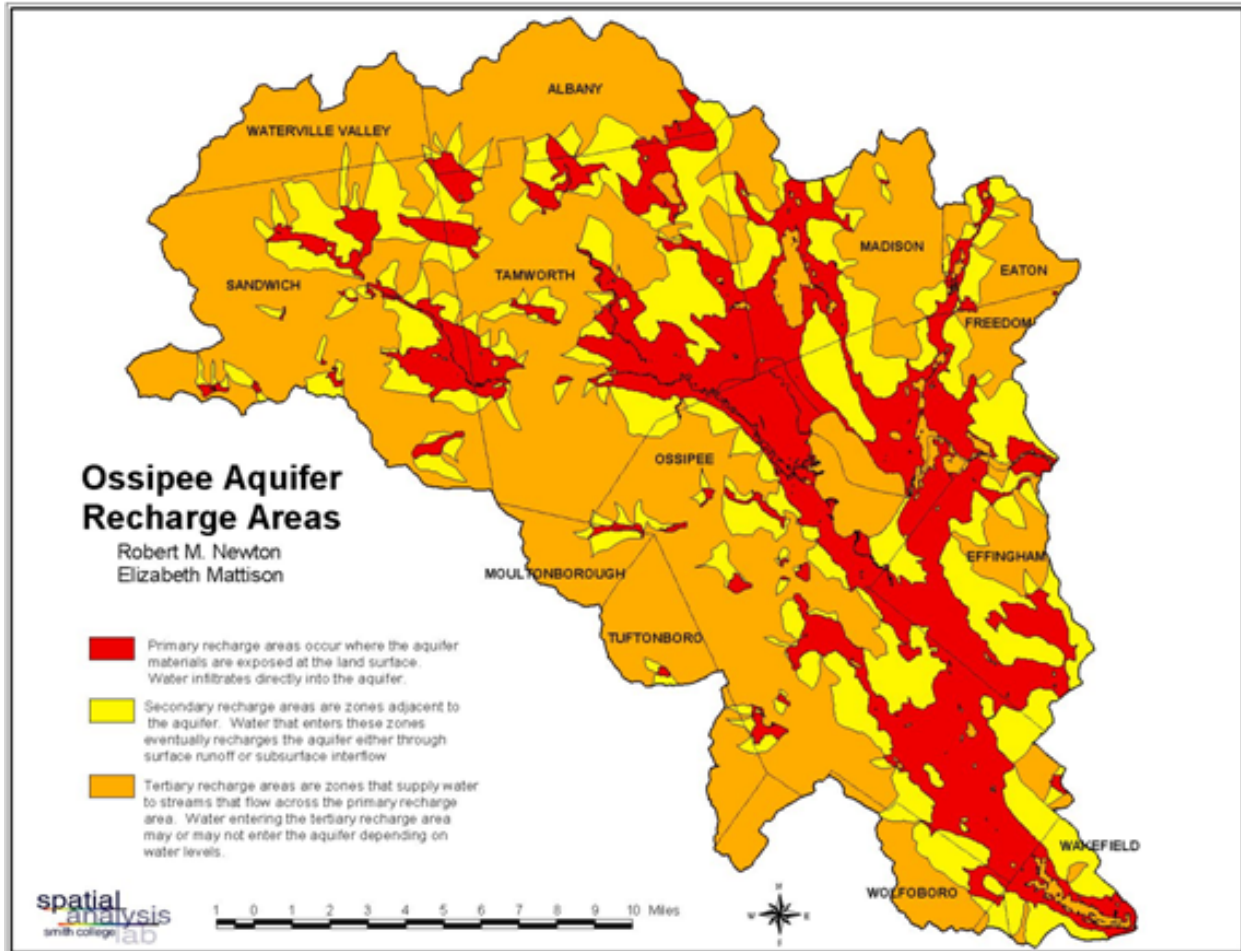 ALBANY
WATERVILLE VALLEY
MADISON
EATON
SANDWICH
TAMWORTH
FREEDOM
OSSIPEE
Ossipee Aquifer
Recharge Areas
Robert M. Newton
Elizabeth Mattison
EFFINGHAM
MOULTONBOROUGH
TUFTONBORO
Primary recharge areas occur where the aquifer
materials are exposed at the land surface.
Water infiltrates directly into the aquifer.
Secondary recharge areas are zones adjacent to
the aquifer. Water that enters these zones
eventually recharges the aquifer either through
surface runoff or subsurface interflow
Tertiary recharge areas are zones that supply water
to streams that flow across the primary recharge
area. Water entering the tertiary recharge area
may or may not enter the aquifer depending on
water levels.
WAKEFIELD
WOLFOBORO
spatial
analysis
smith college lab
1 0 1 2 3 4 5 6 7 8 9 10 Miles
N
W E
S